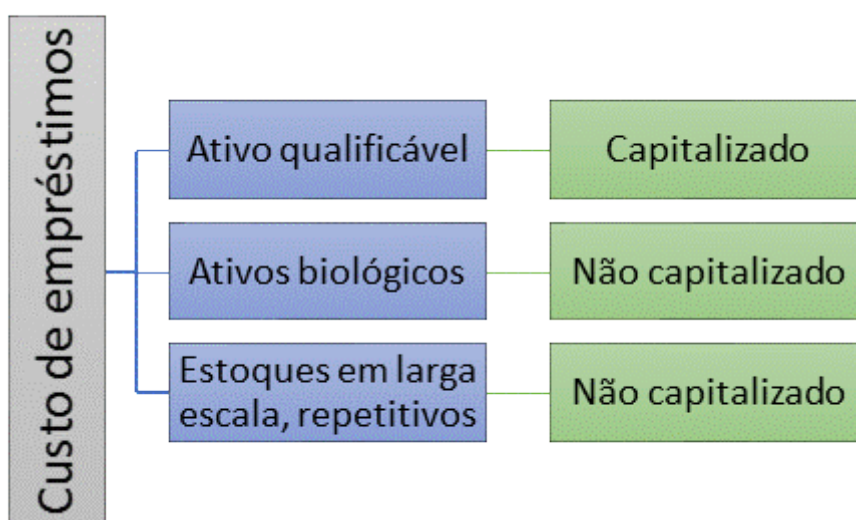 Custo de empréstimos
Ativo qualificável
Capitalizado
Ativos biológicos
Não capitalizado
Estoques em larga
escala, repetitivos
Não capitalizado